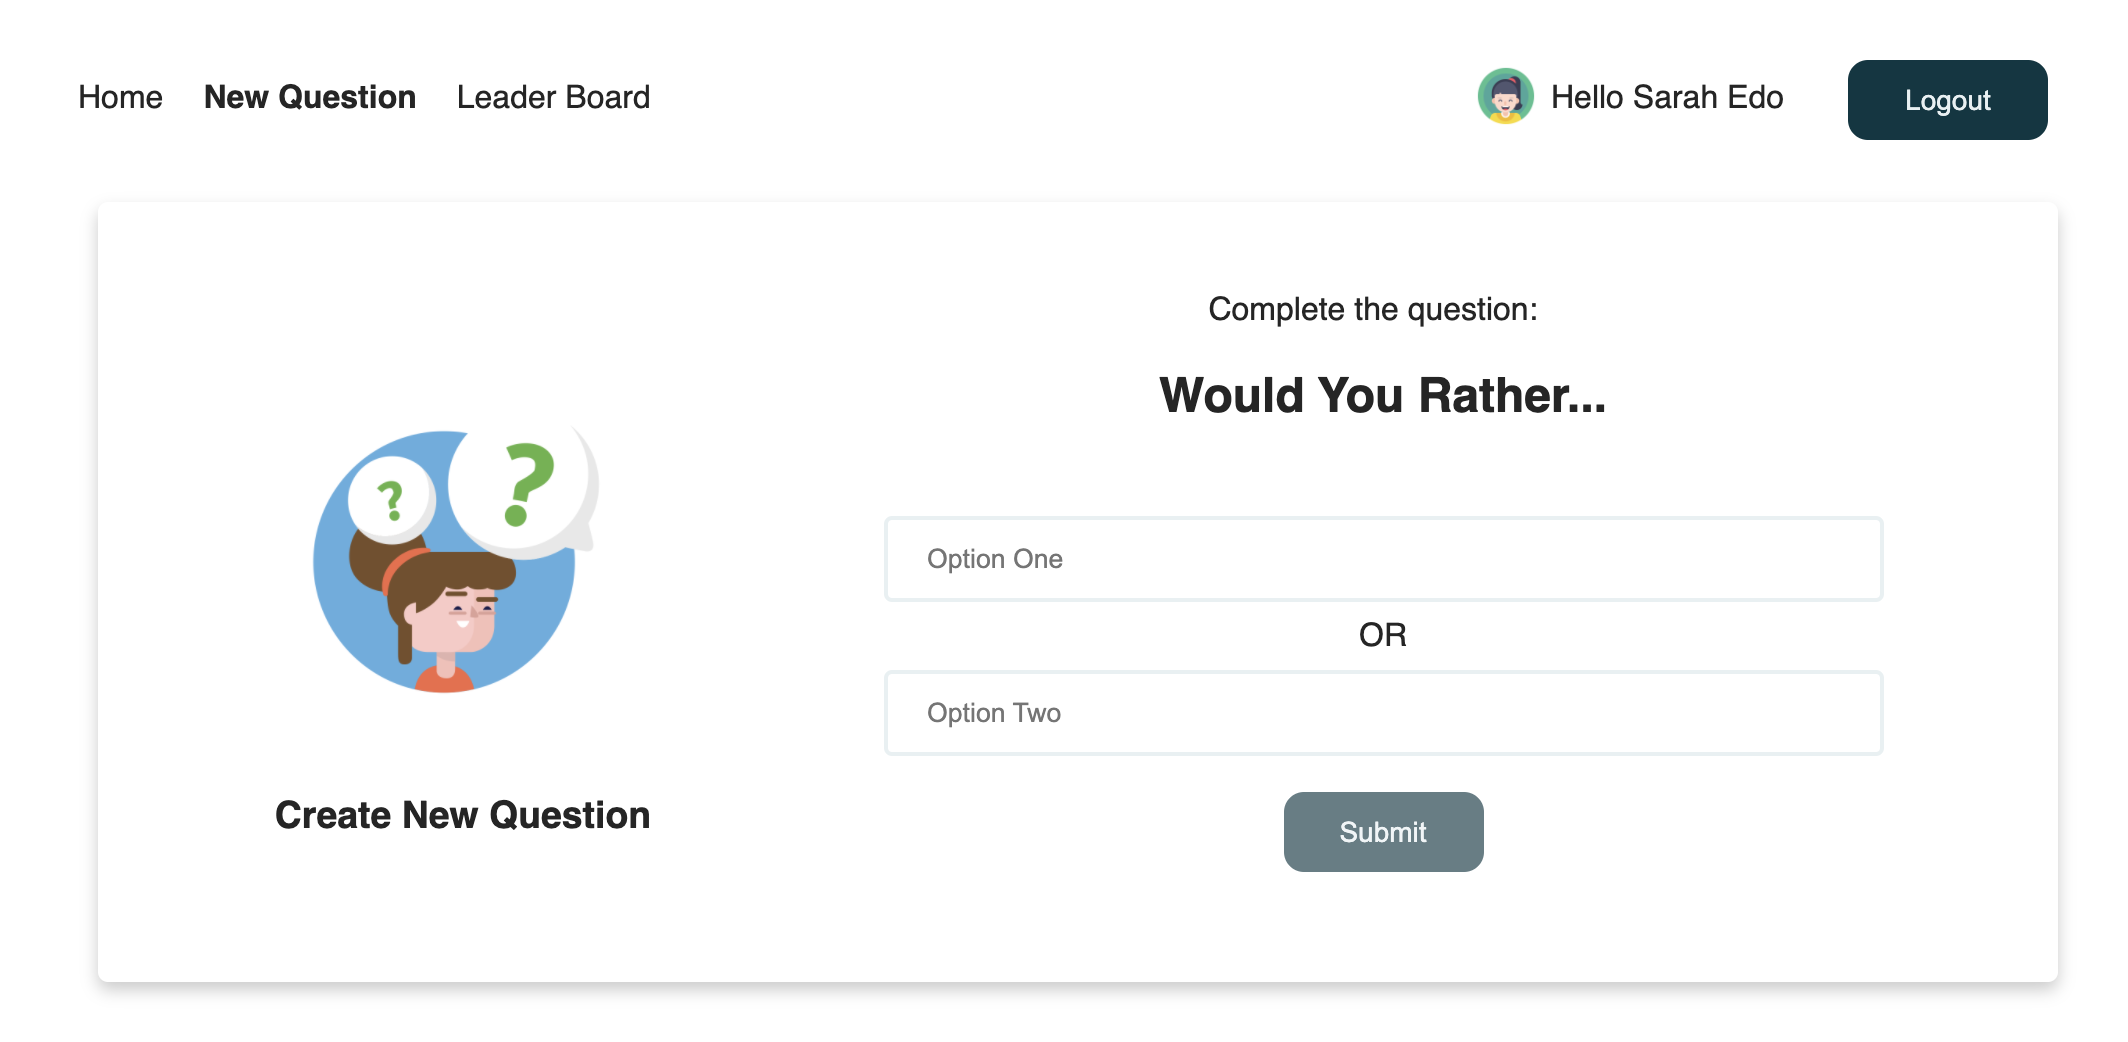 Home New Question Leader Board Hello Sarah Edo Logout
? ?
Complete the question:
Would You Rather...
Option One
OR
Option Two
Create New Question
Submit